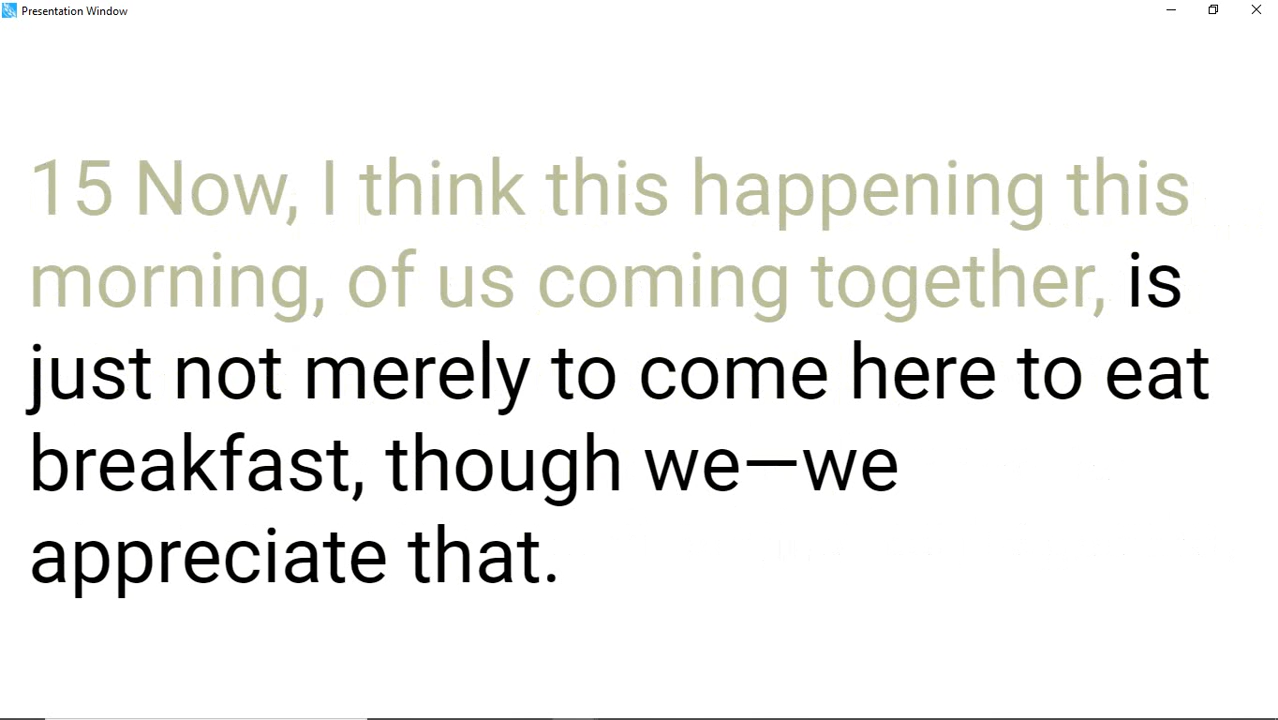 Presentation Window
15 Now, I think this happening this
morning, of us coming together, is
just not merely to come here to eat
breakfast, though we—we
appreciate that.